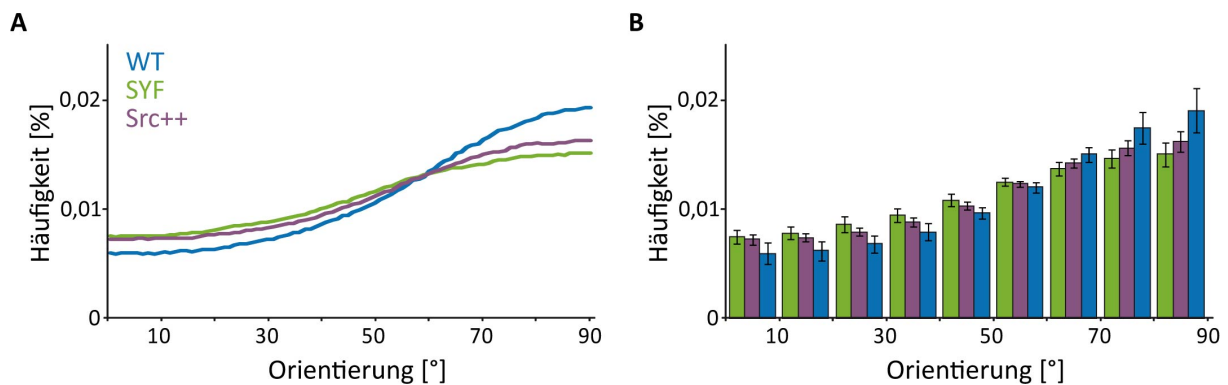 A
WT
SYF
Src++
Häufigkeit [%]
0,02
0,01
0
10 30 50 70 90
Orientierung [°]
B
Häufigkeit [%]
0,02
0,01
0
10 30 50 70 90
Orientierung [°]